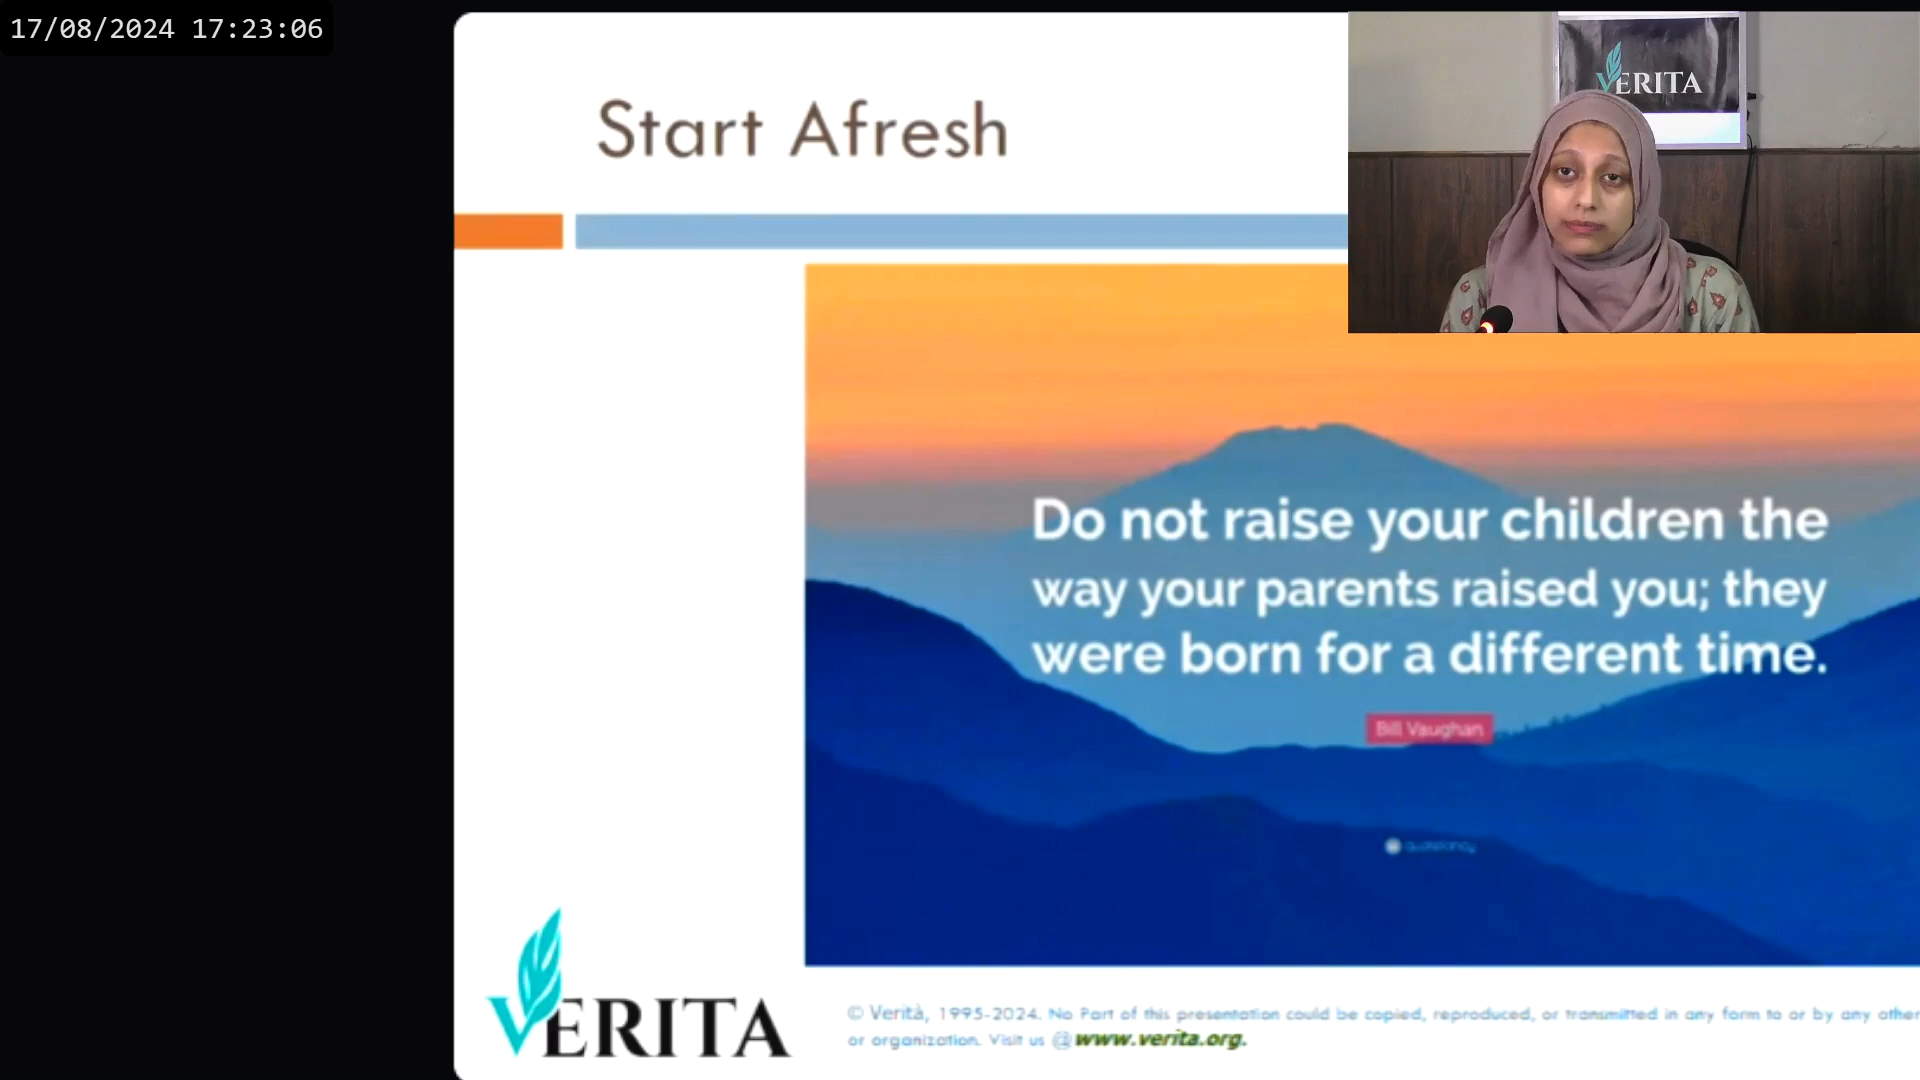 17/08/2024 17:23:06
VERITA
Start Afresh
Do not raise your children the
way your parents raised you; they
were born for a different time.
Bill Vaughan
quotefancy
VERITA
© Verità, 1995-2024. No Part of this presentation could be copied, reproduced, or transmitted in any form to or by any other
or organization. Visit us @www.verita.org.